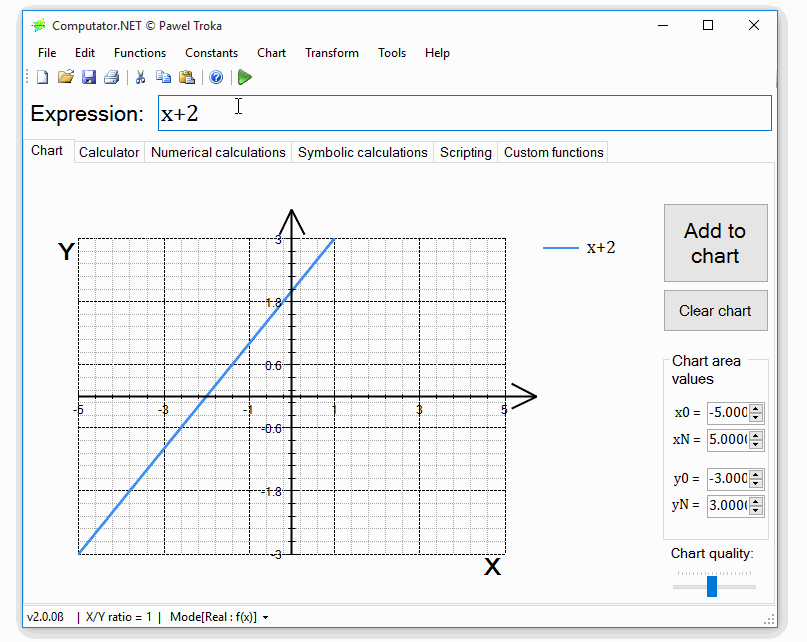 Computator.NET © Pawel Troka
File Edit Functions Constants Chart Transform Tools Help
Expression: x+2
Chart Calculator Numerical calculations Symbolic calculations Scripting Custom functions
Y
3
1.8
0.6
-5 -3 -1 1 3 5
-0.6
-1.8
-3
X
x+2
Add to
chart
Clear chart
Chart area
values
x0 = -5.000
xN = 5.000
y0 = -3.000
yN = 3.000
Chart quality:
v2.0.0ß | X/Y ratio = 1 | Mode[Real : f(x)]